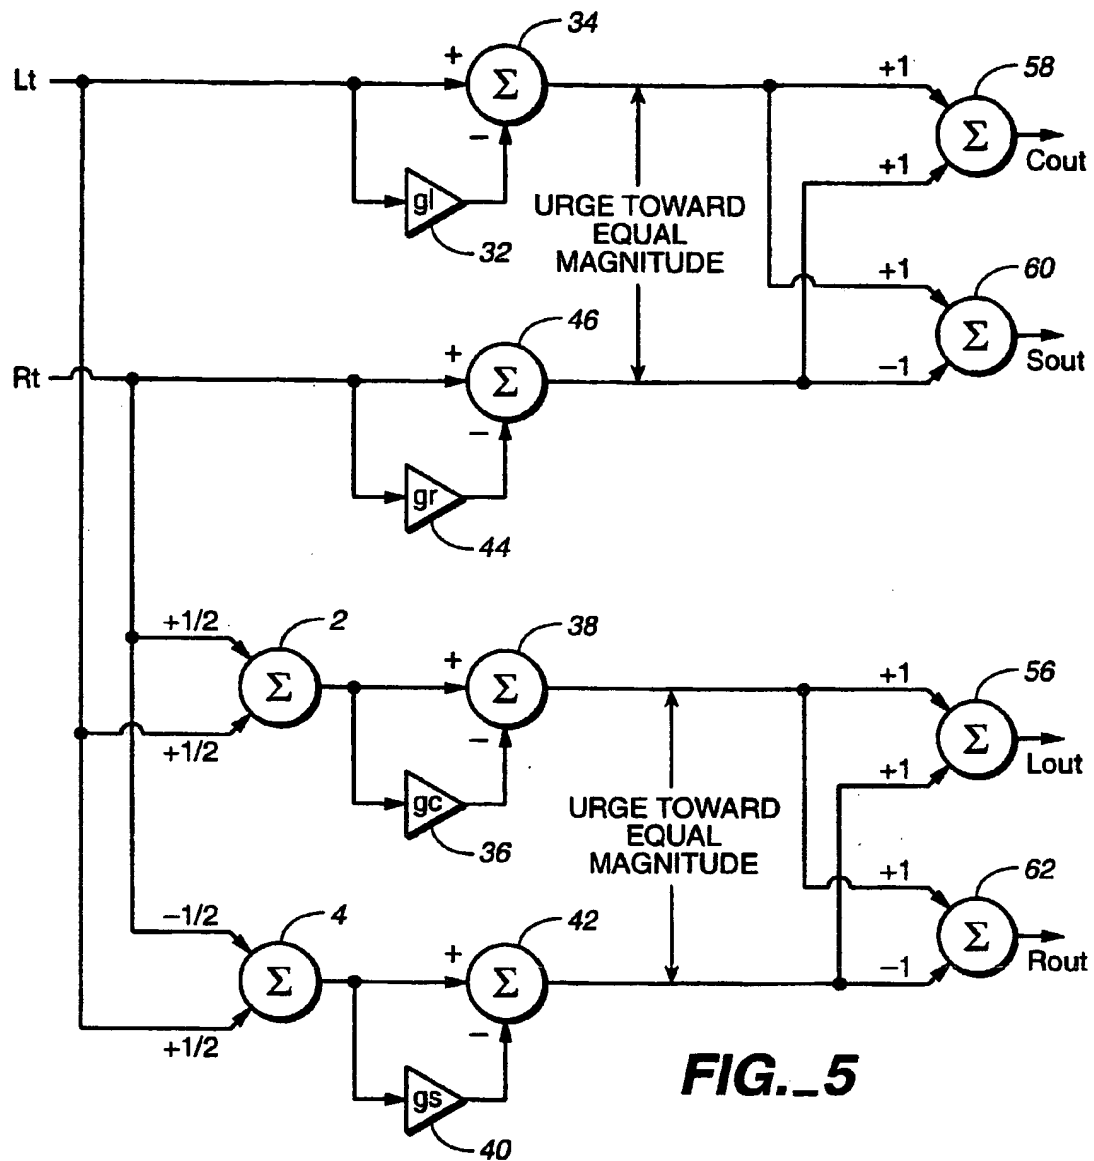 34
Lt
+
Σ
+1
58
−
Σ
Cout
gl
32
+1
URGE TOWARD
EQUAL
MAGNITUDE
+1
60
46
Rt
+
Σ
Σ
Sout
−1
−
gr
44
+1/2
2
38
+
Σ
Σ
+1
56
+1/2
−
Σ
Lout
gc
36
+1
URGE TOWARD
EQUAL
MAGNITUDE
+1
62
−1/2
4
42
+
Σ
Σ
Σ
Rout
−1
+1/2
−
gs
40
FIG._5